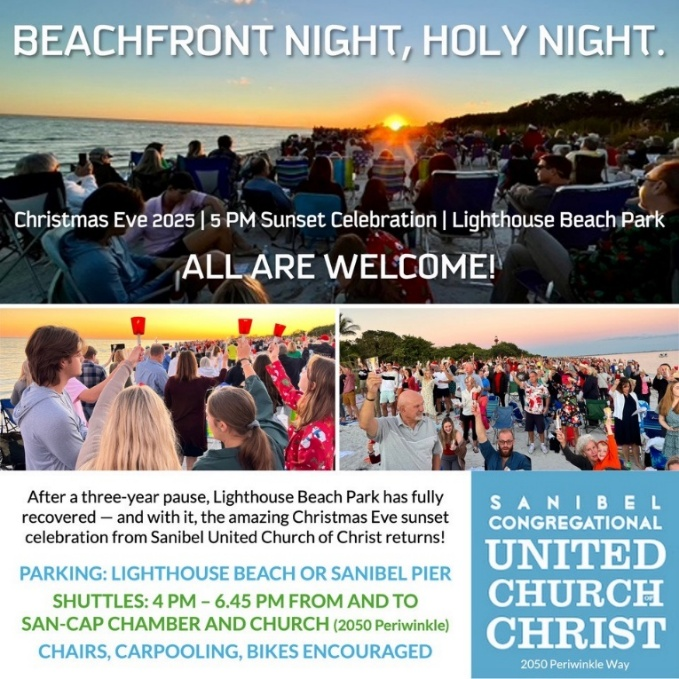 BEACHFRONT NIGHT, HOLY NIGHT.
Christmas Eve 2025 | 5 PM Sunset Celebration | Lighthouse Beach Park
ALL ARE WELCOME!
After a three-year pause, Lighthouse Beach Park has fully
recovered — and with it, the amazing Christmas Eve sunset
celebration from Sanibel United Church of Christ returns!
PARKING: LIGHTHOUSE BEACH OR SANIBEL PIER
SHUTTLES: 4 PM – 6.45 PM FROM AND TO
SAN-CAP CHAMBER AND CHURCH (2050 Periwinkle)
CHAIRS, CARPOOLING, BIKES ENCOURAGED
SANIBEL
CONGREGATIONAL
UNITED
CHURCH OF
CHRIST
2050 Periwinkle Way